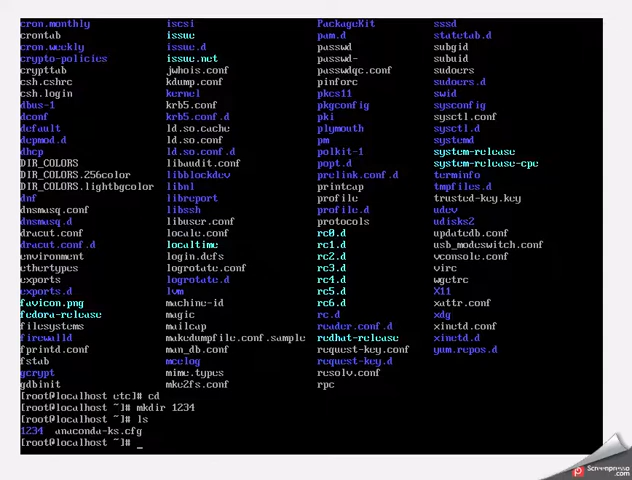 cron.monthly iscsi PackageKit sssd
crontab issue pam.d statetab.d
cron.weekly issue.d passwd subgid
crypto-policies issue.net passwd- subuid
crypttab jwhois.conf passwdqc.conf sudoers
csh.cshrc kdump.conf pinforc sudoers.d
csh.login kernel pkcs11 swid
dbus-1 krb5.conf pkgconfig sysconfig
dconf krb5.conf.d pki sysctl.conf
default ld.so.cache plymouth sysctl.d
depmod.d ld.so.conf pm systemd
dhcp ld.so.conf.d polkit-1 system-release
DIR_COLORS libaudit.conf popt.d system-release-cpe
DIR_COLORS.256color libblockdev prelink.conf.d terminfo
DIR_COLORS.lightbgcolor libnl printcap tmpfiles.d
dnf libreport profile trusted-key.key
dnsmasq.conf libssh profile.d udev
dnsmasq.d libuser.conf protocols udisks2
dracut.conf locale.conf rc0.d updatedb.conf
dracut.conf.d localtime rc1.d usb_modeswitch.conf
environment login.defs rc2.d vconsole.conf
ethertypes logrotate.conf rc3.d virc
exports logrotate.d rc4.d wgetrc
exports.d lvm rc5.d X11
favicon.png machine-id rc6.d xattr.conf
fedora-release magic rc.d xdg
filesystems mailcap reader.conf.d xinetd.conf
firewalld makedumpfile.conf.sample redhat-release xinetd.d
fprintd.conf man_db.conf request-key.conf yum.repos.d
fstab mcelog request-key.d
gcrypt mime.types resolv.conf
gdbinit mke2fs.conf rpc
[root@localhost etc]# cd
[root@localhost ~]# mkdir 1234
[root@localhost ~]# ls
1234 anaconda-ks.cfg
[root@localhost ~]# _
Screenpresso
.com